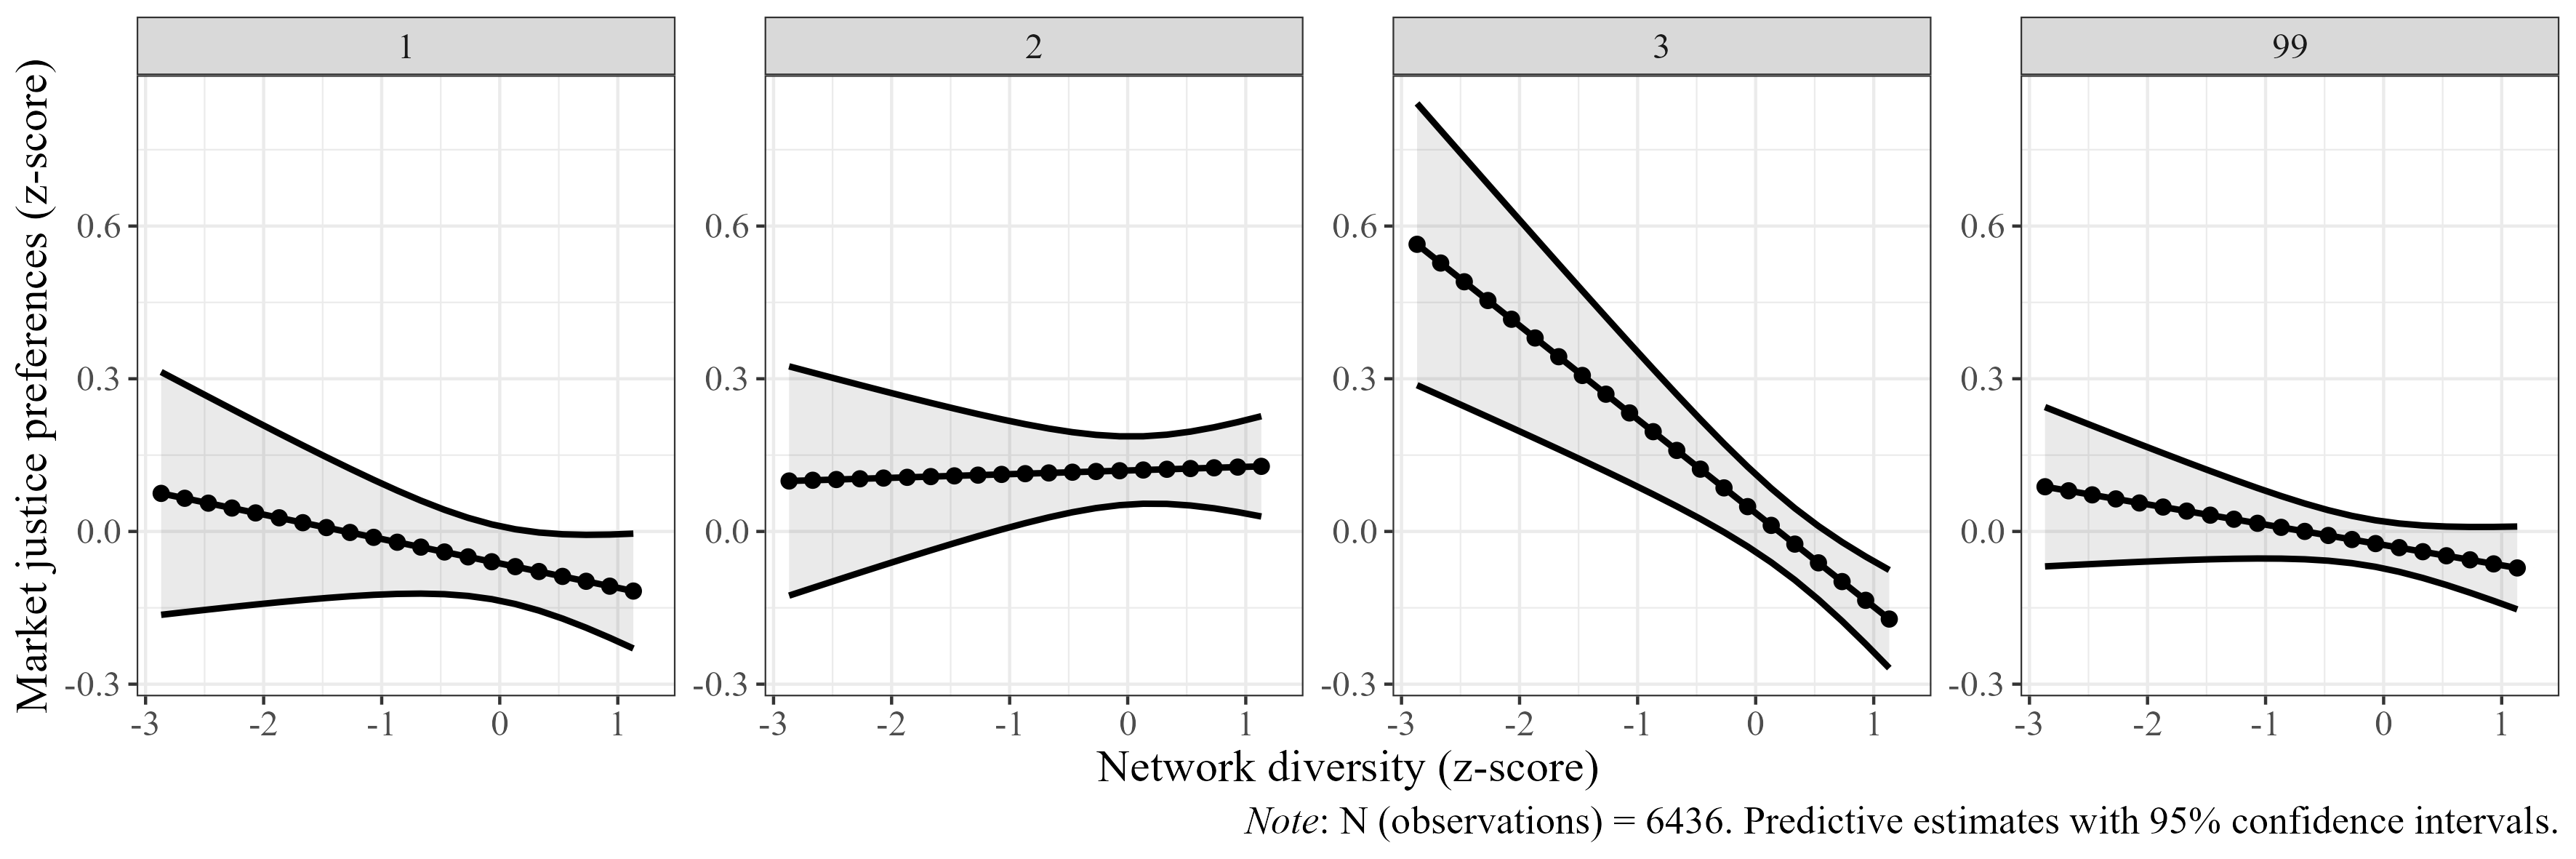 1 2 3 99
Market justice preferences (z-score)
0.6 0.6 0.6 0.6
0.3 0.3 0.3 0.3
0.0 0.0 0.0 0.0
-0.3 -0.3 -0.3 -0.3
-3 -2 -1 0 1 -3 -2 -1 0 1 -3 -2 -1 0 1 -3 -2 -1 0 1
Network diversity (z-score)
Note: N (observations) = 6436. Predictive estimates with 95% confidence intervals.